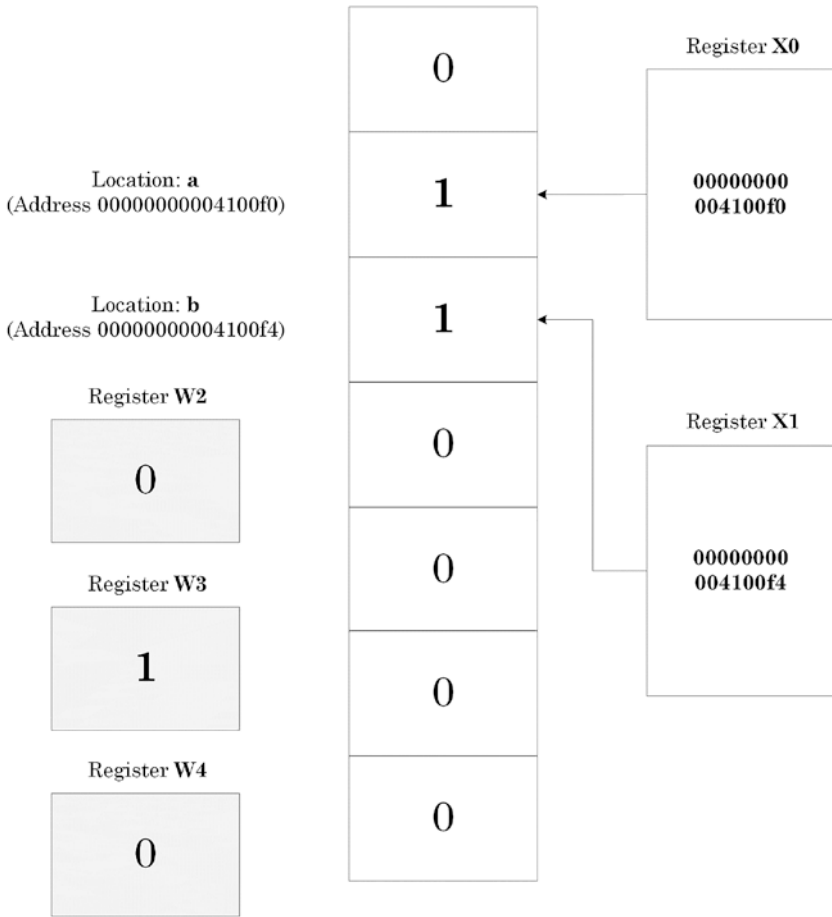 0
Register X0
Location: a
(Address 00000000004100f0)
1
00000000
004100f0
Location: b
(Address 00000000004100f4)
1
Register W2
0
0
Register X1
0
00000000
004100f4
Register W3
1
0
Register W4
0
0